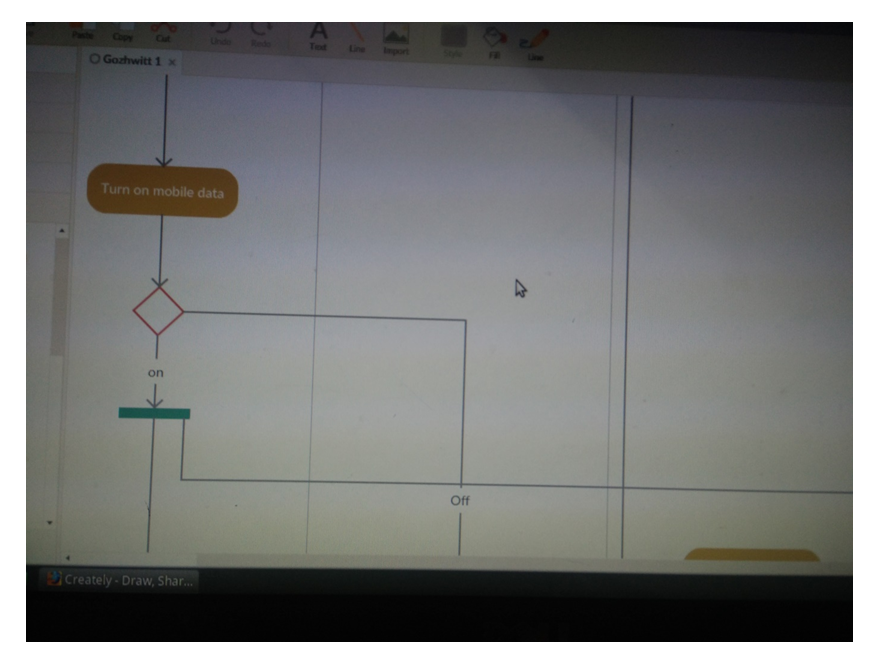 Paste Copy Cut Undo Redo Text Line Import Style Fill Line
Gozhwitt 1 ×
Turn on mobile data
on
Off
Creately - Draw, Shar...